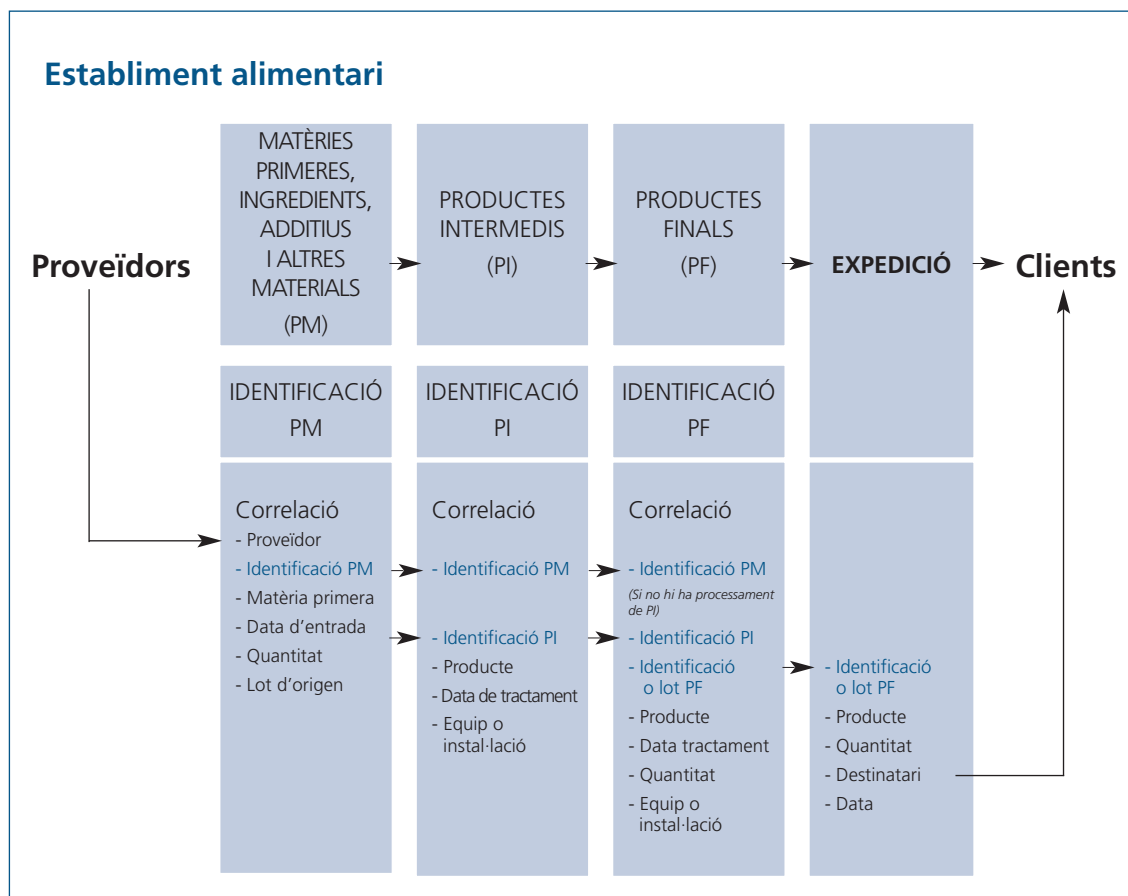 Establiment alimentari
Proveïdors
MATÈRIES
PRIMERES,
INGREDIENTS,
ADDITIUS
I ALTRES
MATERIALS
(PM)
PRODUCTES
INTERMEDIS
(PI)
PRODUCTES
FINALS
(PF)
EXPEDICIÓ
Clients
IDENTIFICACIÓ
PM
IDENTIFICACIÓ
PI
IDENTIFICACIÓ
PF
Correlació
- Proveïdor
- Identificació PM
- Matèria primera
- Data d'entrada
- Quantitat
- Lot d'origen
Correlació
- Identificació PM
- Identificació PI
- Producte
- Data de tractament
- Equip o
instal·lació
Correlació
- Identificació PM
(Si no hi ha processament
de PI)
- Identificació PI
- Identificació
o lot PF
- Producte
- Data tractament
- Quantitat
- Equip o
instal·lació
- Identificació
o lot PF
- Producte
- Quantitat
- Destinatari
- Data